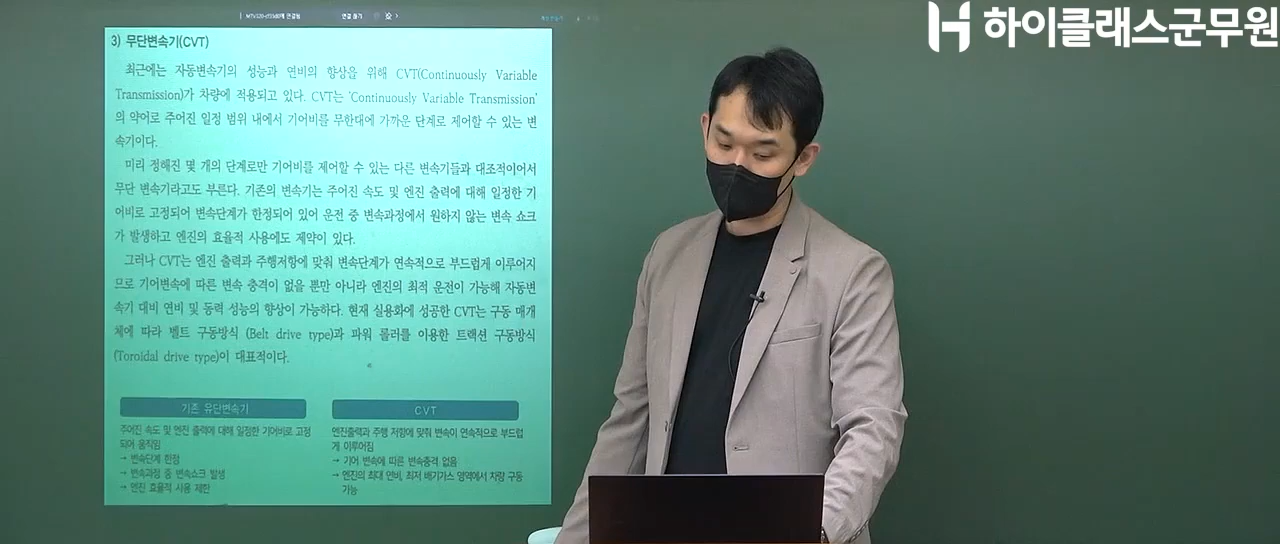 연결 끊기
하이클래스군무원
3) 무단변속기(CVT)
최근에는 자동변속기의 성능과 연비의 향상을 위해 CVT(Continuously Variable
Transmission)가 차량에 적용되고 있다. CVT는 'Continuously Variable Transmission'
의 약어로 주어진 일정 범위 내에서 기어비를 무한대에 가까운 단계로 제어할 수 있는 변
속기이다.
미리 정해진 몇 개의 단계로만 기어비를 제어할 수 있는 다른 변속기들과 대조적이어서
무단 변속기라고도 부른다. 기존의 변속기는 주어진 속도 및 엔진 출력에 대해 일정한 기
어비로 고정되어 변속단계가 한정되어 있어 운전 중 변속과정에서 원하지 않는 변속 쇼크
가 발생하고 엔진의 효율적 사용에도 제약이 있다.
그러나 CVT는 엔진 출력과 주행저항에 맞춰 변속단계가 연속적으로 부드럽게 이루어지
므로 기어변속에 따른 변속 충격이 없을 뿐만 아니라 엔진의 최적 운전이 가능해 자동변
속기 대비 연비 및 동력 성능의 향상이 가능하다. 현재 실용화에 성공한 CVT는 구동 매개
체에 따라 벨트 구동방식 (Belt drive type)과 파워 롤러를 이용한 트랙션 구동방식
(Toroidal drive type)이 대표적이다.
기존 유단변속기
주어진 속도 및 엔진 출력에 대해 일정한 기어비로 고정
되어 움직임
→ 변속단계 한정
→ 변속과정 중 변속쇼크 발생
→ 엔진 효율적 사용 제한
CVT
엔진출력과 주행 저항에 맞춰 변속이 연속적으로 부드럽
게 이루어짐
→ 기어 변속에 따른 변속충격 없음
→ 엔진의 최대 연비, 최저 배기가스 영역에서 차량 구동
가능